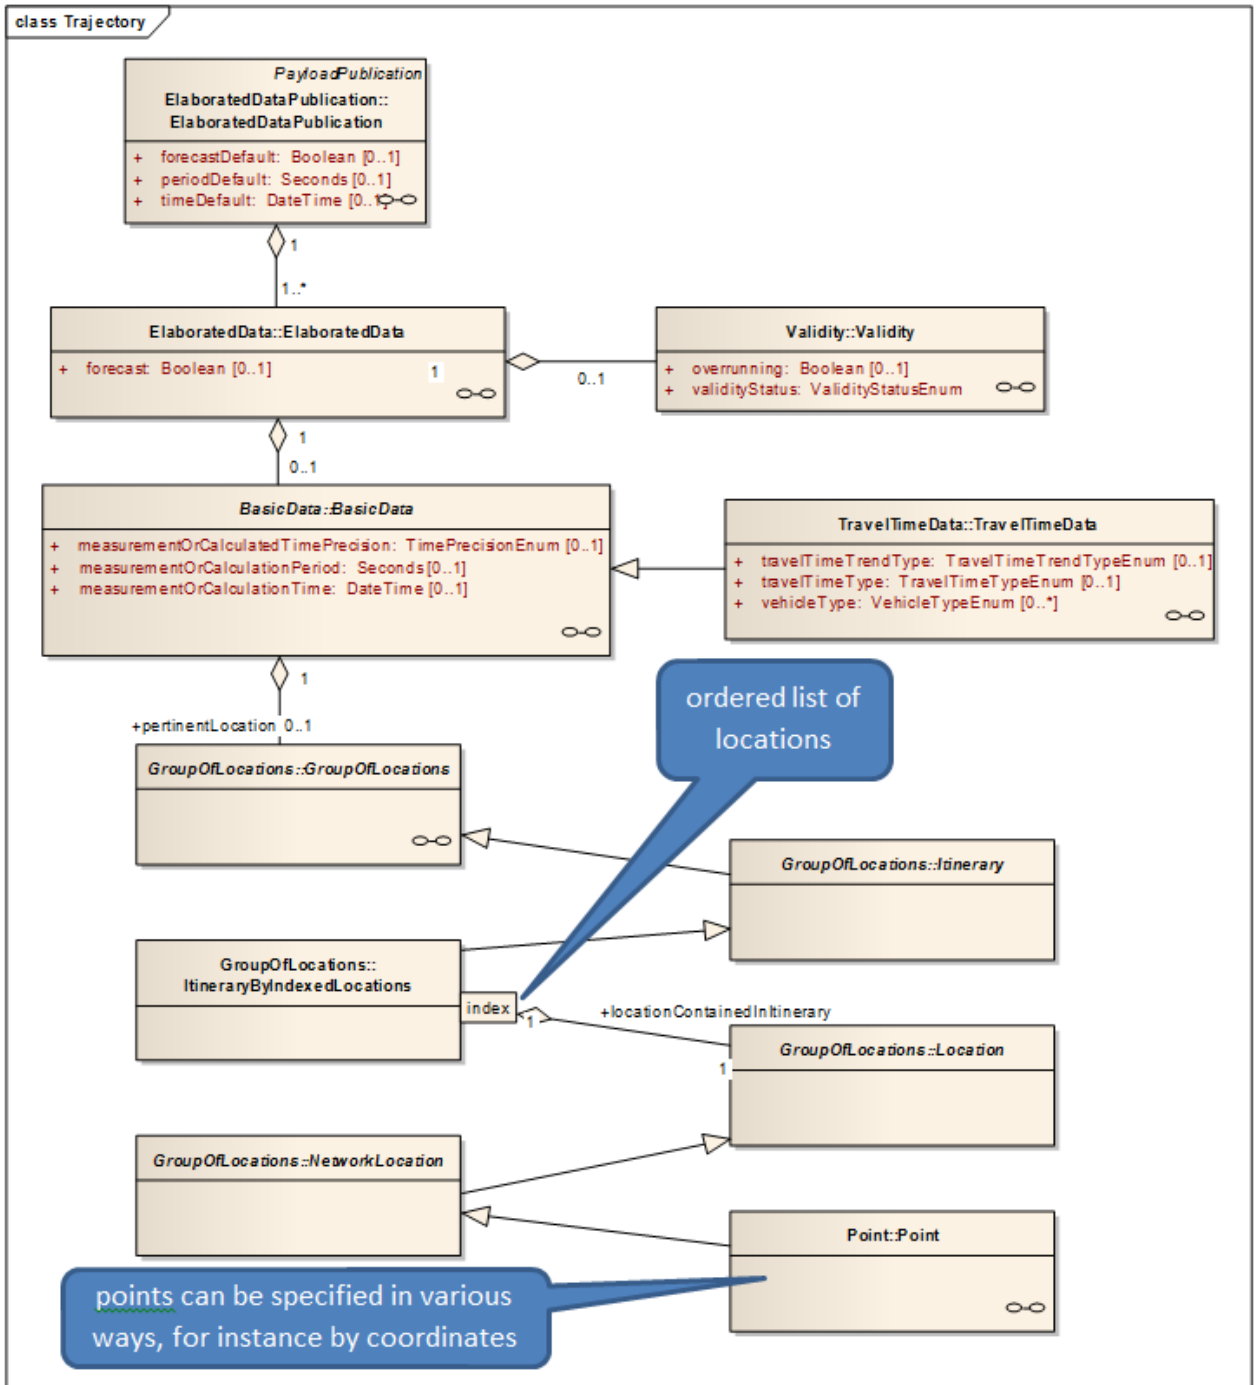 class Trajectory
PayloadPublication
ElaboratedDataPublication::
ElaboratedDataPublication
+ forecastDefault: Boolean [0..1]
+ periodDefault: Seconds [0..1]
+ timeDefault: DateTime [0..1]
1
1..*
ElaboratedData::ElaboratedData
+ forecast: Boolean [0..1]
1
0..1
Validity::Validity
+ overrunning: Boolean [0..1]
+ validityStatus: ValidityStatusEnum
1
0..1
BasicData::BasicData
+ measurementOrCalculatedTimePrecision: TimePrecisionEnum [0..1]
+ measurementOrCalculationPeriod: Seconds [0..1]
+ measurementOrCalculationTime: DateTime [0..1]
TravelTimeData::TravelTimeData
+ travelTimeTrendType: TravelTimeTrendTypeEnum [0..1]
+ travelTimeType: TravelTimeTypeEnum [0..1]
+ vehicleType: VehicleTypeEnum [0..*]
1
+pertinentLocation 0..1
ordered list of
locations
GroupOfLocations::GroupOfLocations
GroupOfLocations::Itinerary
GroupOfLocations::
ItineraryByIndexedLocations
index
1
+locationContainedInItinerary
1
GroupOfLocations::Location
GroupOfLocations::NetworkLocation
Point::Point
points can be specified in various
ways, for instance by coordinates